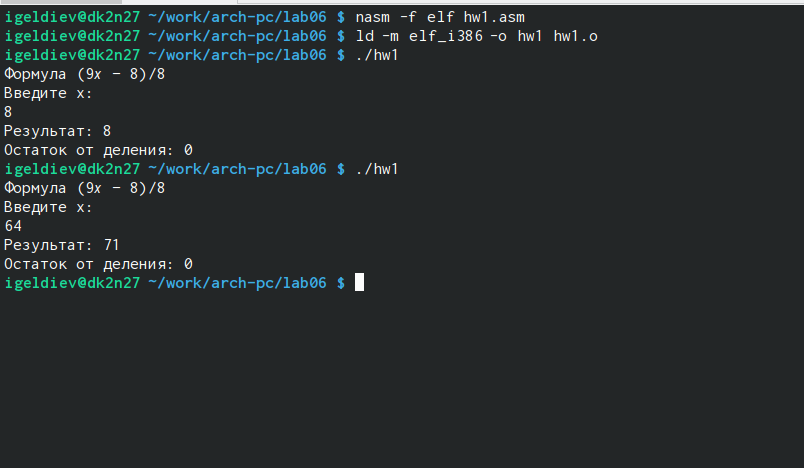 igeldiev@dk2n27 ~/work/arch-pc/lab06 $ nasm -f elf hw1.asm
igeldiev@dk2n27 ~/work/arch-pc/lab06 $ ld -m elf_i386 -o hw1 hw1.o
igeldiev@dk2n27 ~/work/arch-pc/lab06 $ ./hw1
Формула (9𝑥 − 8)/8
Введите x:
8
Результат: 8
Остаток от деления: 0
igeldiev@dk2n27 ~/work/arch-pc/lab06 $ ./hw1
Формула (9𝑥 − 8)/8
Введите x:
64
Результат: 71
Остаток от деления: 0
igeldiev@dk2n27 ~/work/arch-pc/lab06 $